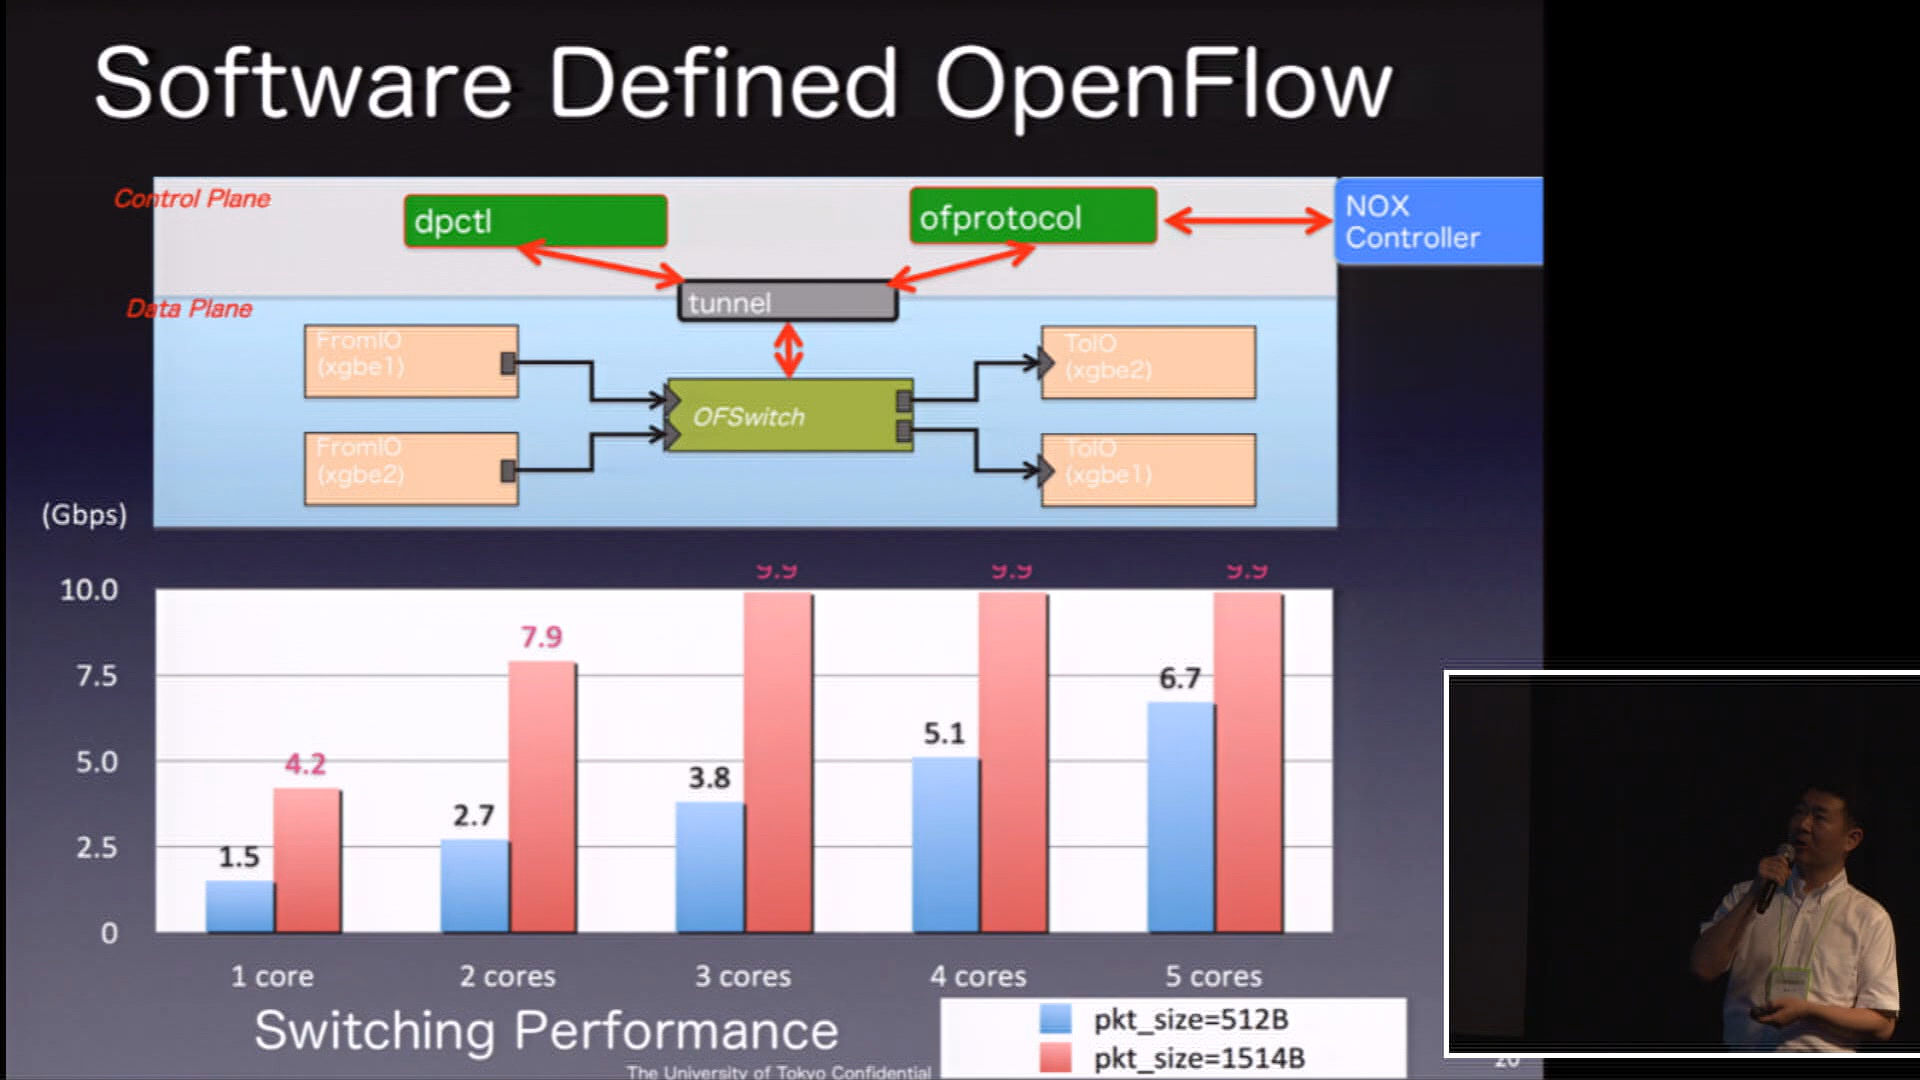 Software Defined OpenFlow
Control Plane
dpctl
ofprotocol
NOX
Controller
tunnel
Data Plane
FromIO
(xgbe1)
ToIO
(xgbe2)
OFSwitch
FromIO
(xgbe2)
ToIO
(xgbe1)
(Gbps)
10.0
7.5
5.0
2.5
0
1.5
4.2
2.7
7.9
3.8
9.9
5.1
9.9
6.7
9.9
1 core
2 cores
3 cores
4 cores
5 cores
Switching Performance
pkt_size=512B
pkt_size=1514B
The University of Tokyo Confidential
20